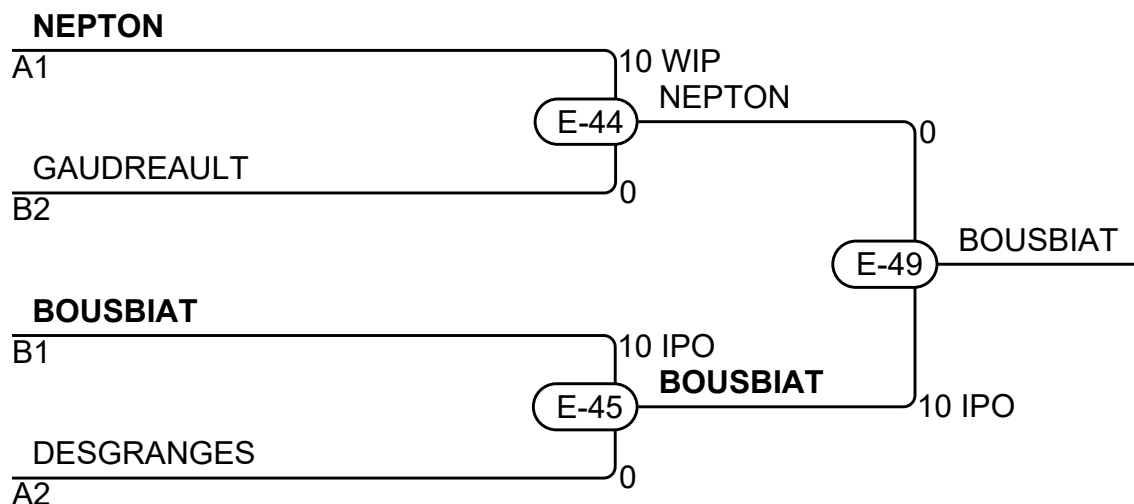 NEPTON
A1
10 WIP
NEPTON
E-44
0
GAUDREAULT
0
B2
BOUSBIAT
E-49
BOUSBIAT
B1
10 IPO
BOUSBIAT
E-45
10 IPO
DESGRANGES
0
A2